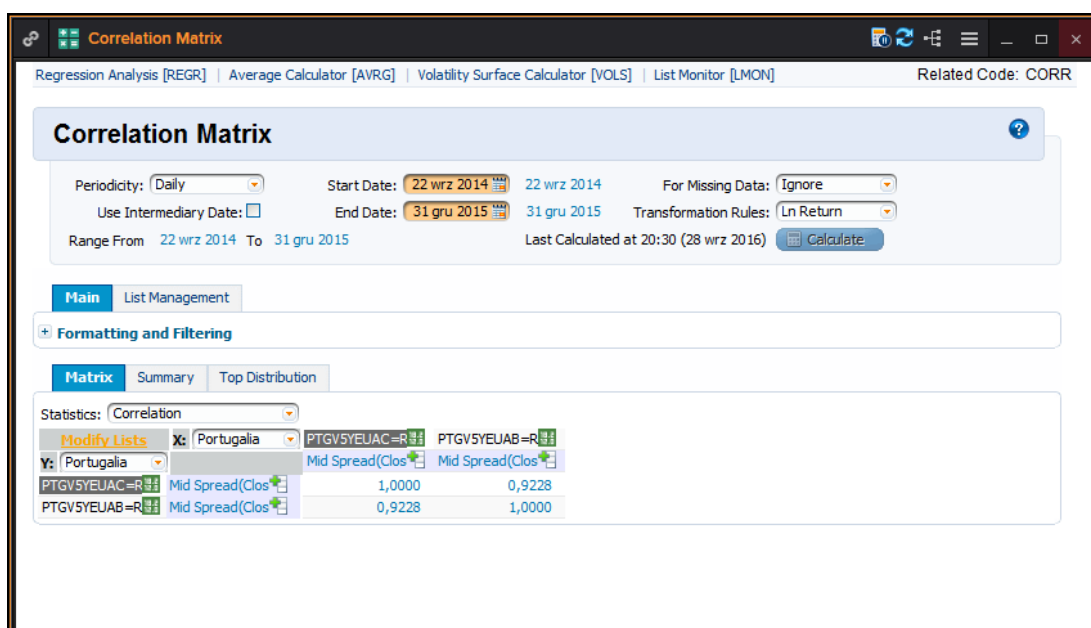 Correlation Matrix
Regression Analysis [REGR] | Average Calculator [AVRG] | Volatility Surface Calculator [VOLS] | List Monitor [LMON] Related Code: CORR
Correlation Matrix
Periodicity: Daily Start Date: 22 wrz 2014 22 wrz 2014 For Missing Data: Ignore
Use Intermediary Date: End Date: 31 gru 2015 31 gru 2015 Transformation Rules: Ln Return
Range From 22 wrz 2014 To 31 gru 2015 Last Calculated at 20:30 (28 wrz 2016) Calculate
Main List Management
Formatting and Filtering
Matrix Summary Top Distribution
Statistics: Correlation
Modify Lists X: Portugalia PTGV5YEUAC=R PTGV5YEUAB=R
Y: Portugalia Mid Spread(Clos Mid Spread(Clos
PTGV5YEUAC=R Mid Spread(Clos 1,0000 0,9228
PTGV5YEUAB=R Mid Spread(Clos 0,9228 1,0000